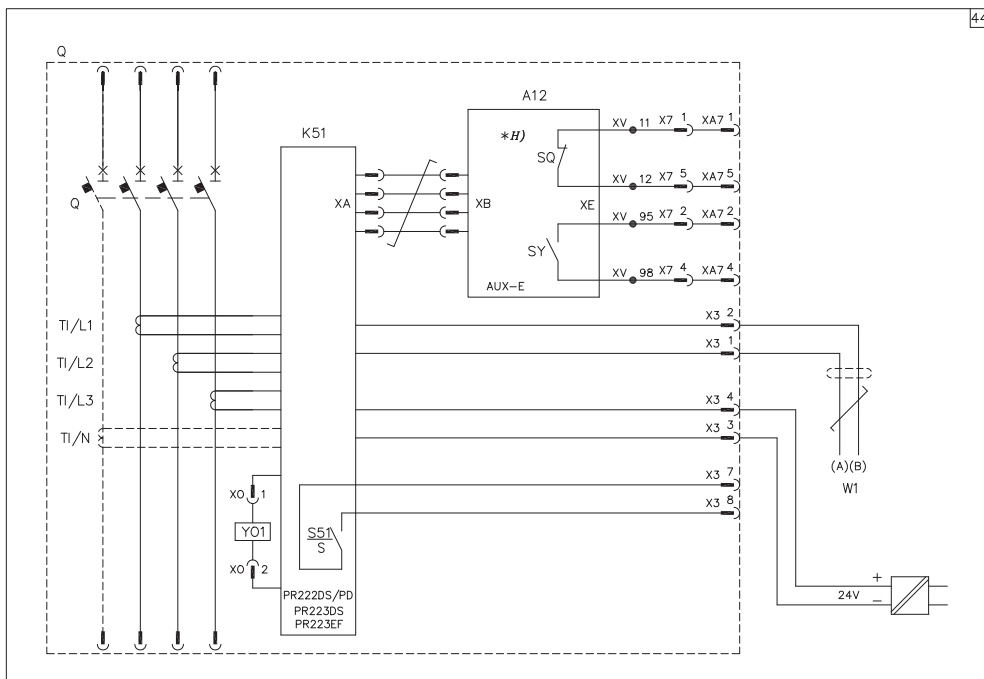 44
Q
A12
K51
*H)
XV 11 X7 1 XA7 1
SQ
XV 12 X7 5 XA7 5
Q
XA
XB
XE
XV 95 X7 2 XA7 2
SY
XV 98 X7 4 XA7 4
AUX-E
TI/L1
X3 2
TI/L2
X3 1
TI/L3
X3 4
TI/N
X3 3
(A)(B)
W1
X3 7
XO 1
X3 8
YO1
S51
S
XO 2
+
24V
−
PR222DS/PD
PR223DS
PR223EF